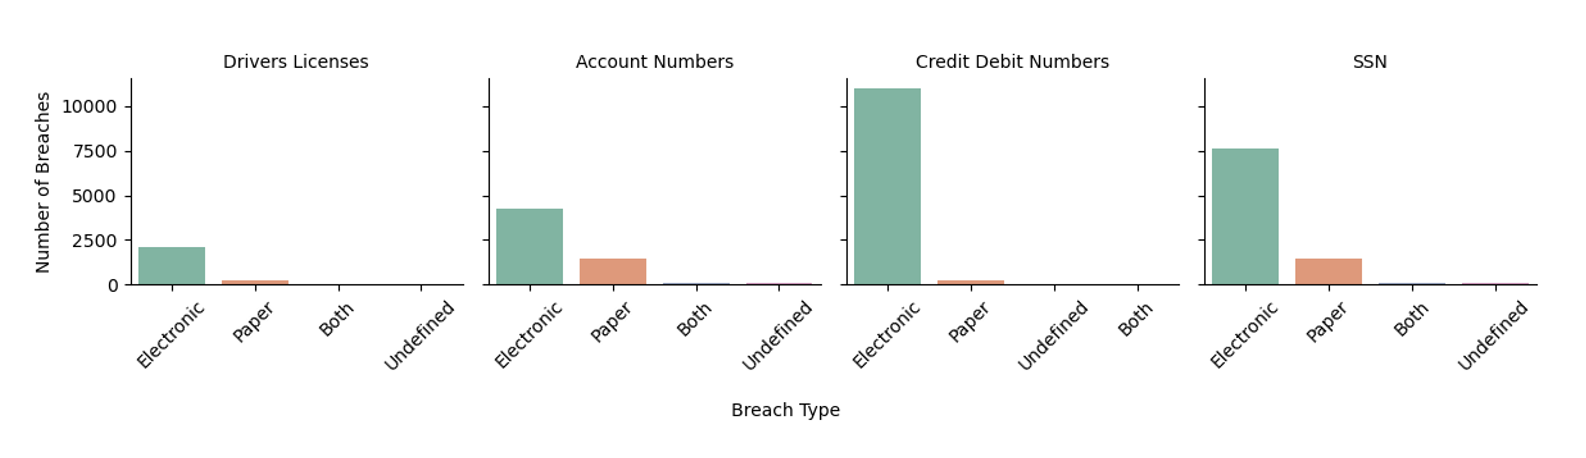 Drivers Licenses
Account Numbers
Credit Debit Numbers
SSN
Number of Breaches
10000
7500
5000
2500
0
Electronic
Paper
Both
Undefined
Electronic
Paper
Both
Undefined
Electronic
Paper
Undefined
Both
Electronic
Paper
Both
Undefined
Breach Type